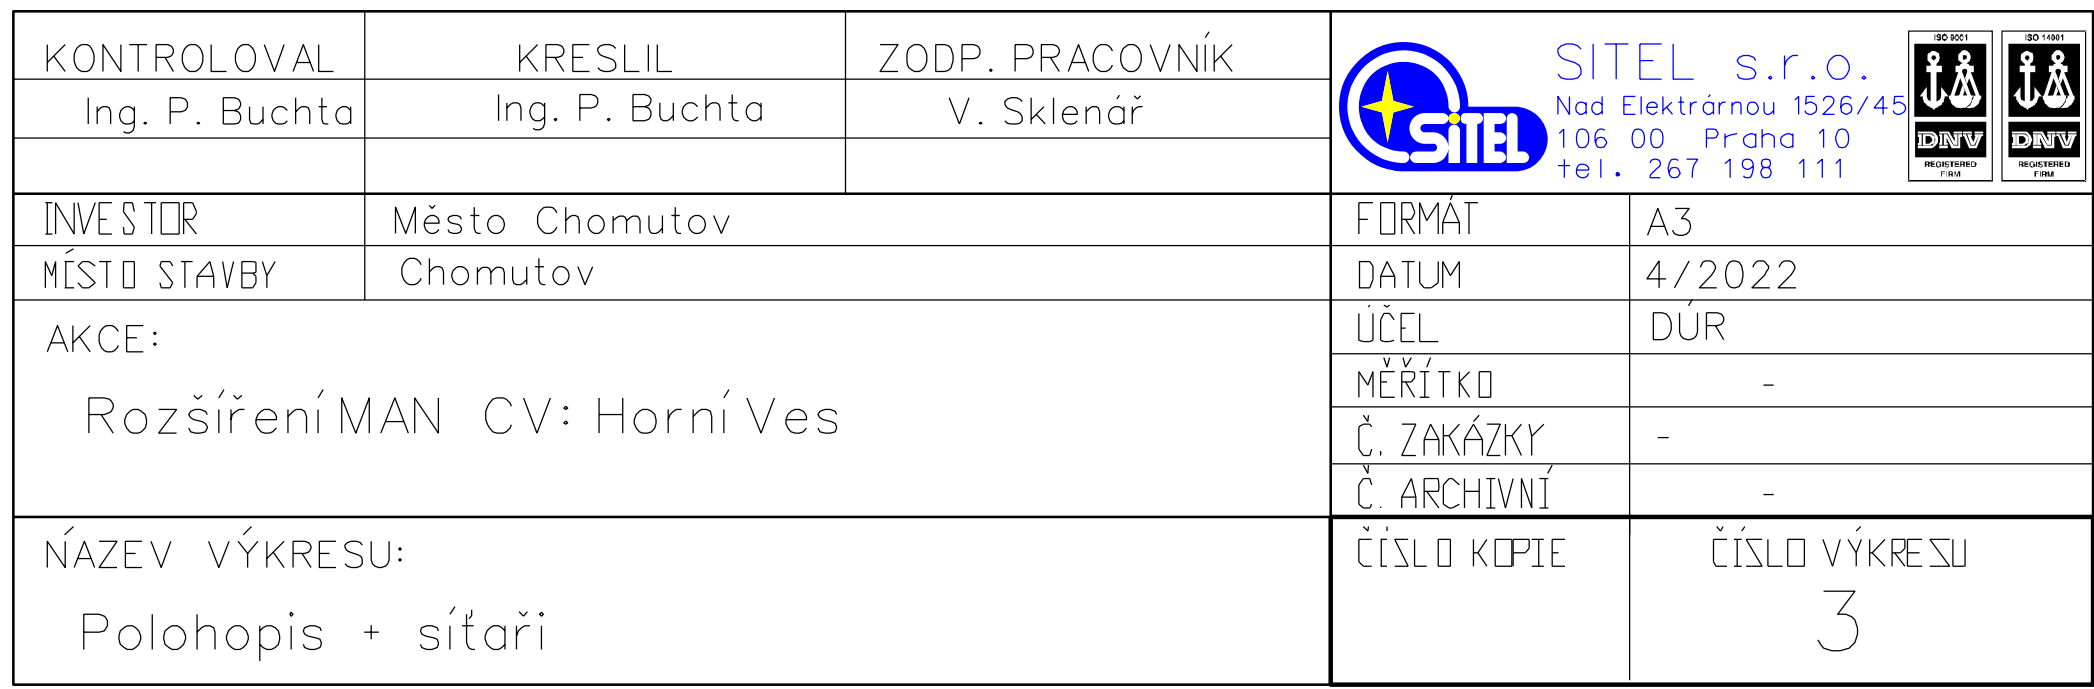 KONTROLOVAL KRESLIL ZODP. PRACOVNÍK
Ing. P. Buchta Ing. P. Buchta V. Sklenář
SiTEL
SITEL s.r.o.
Nad Elektrárnou 1526/45
106 00 Praha 10
tel. 267 198 111
ISO 9001
DNV
REGISTERED
FIRM
ISO 14001
DNV
REGISTERED
FIRM
INVESTOR Město Chomutov
MÍSTO STAVBY Chomutov
AKCE:
Rozšíření MAN CV: Horní Ves
FORMÁT A3
DATUM 4/2022
ÚČEL DÚR
MĚŘÍTKO -
Č. ZAKÁZKY -
Č. ARCHIVNÍ -
NÁZEV VÝKRESU:
Polohopis + síťaři
ČÍSLO KOPIE
ČÍSLO VÝKRESU
3